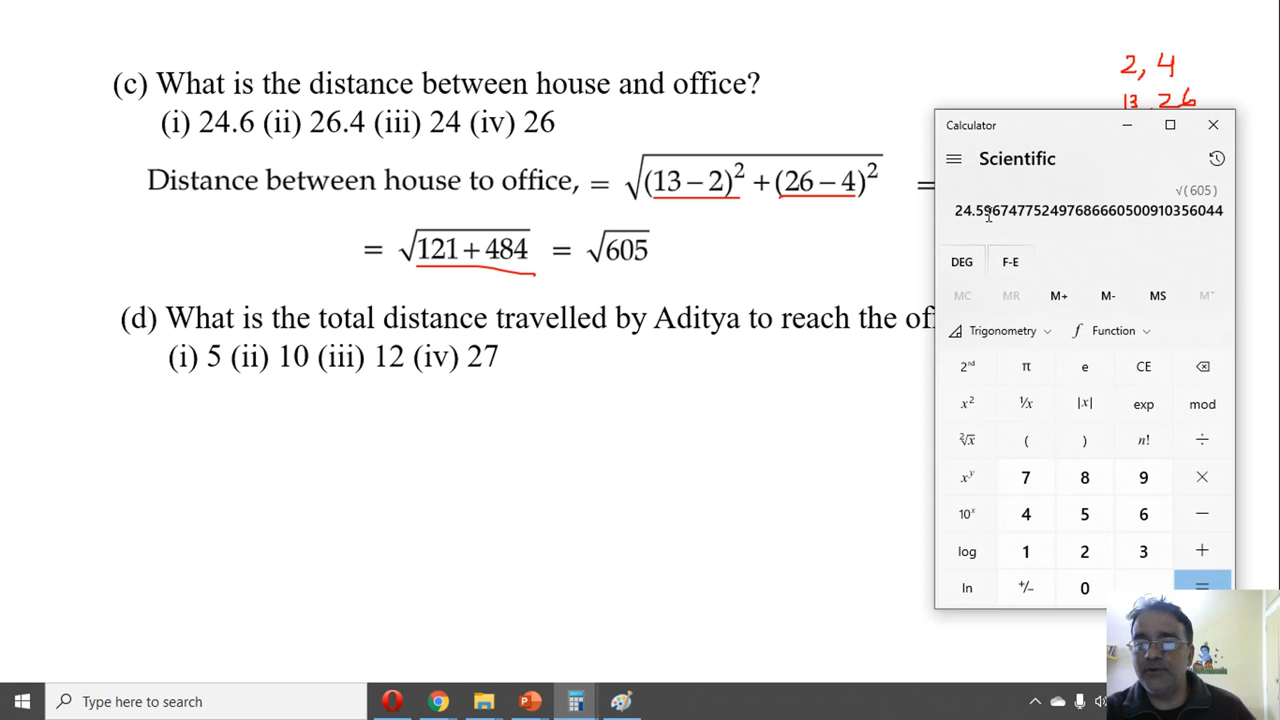 (c) What is the distance between house and office?
(i) 24.6 (ii) 26.4 (iii) 24 (iv) 26
2, 4
13, 26
Distance between house to office, = √(13 – 2)² + (26 – 4)² =
= √121 + 484 = √605
(d) What is the total distance travelled by Aditya to reach the of
(i) 5 (ii) 10 (iii) 12 (iv) 27
Calculator
Scientific
√(605)
24.596747752497686660500910356044
DEG F-E
MC MR M+ M- MS M˅
Trigonometry f Function
2ⁿᵈ π e CE
x² ¹/x |x| exp mod
²√x ( ) n! ÷
xʸ 7 8 9 ×
10ˣ 4 5 6 −
log 1 2 3 +
ln +/− 0 =
Type here to search